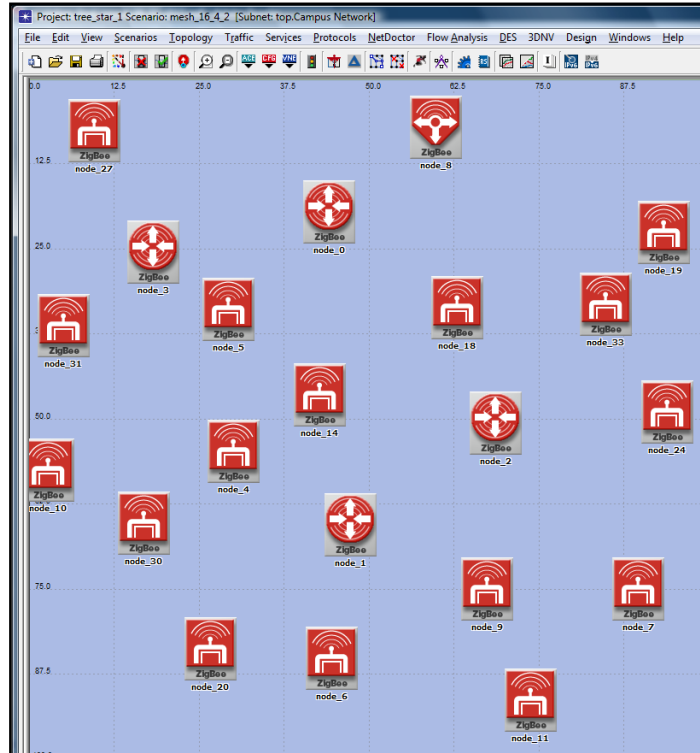 Project: tree_star_1 Scenario: mesh_16_4_2 [Subnet: top.Campus Network]
File Edit View Scenarios Topology Traffic Services Protocols NetDoctor Flow Analysis DES 3DNV Design Windows Help
ACE CFG VNE
0.0 12.5 25.0 37.5 50.0 62.5 75.0 87.5
ZigBee
node_27
ZigBee
node_8
12.5
ZigBee
node_0
ZigBee
node_3
ZigBee
node_19
25.0
ZigBee
node_5
ZigBee
node_18
ZigBee
node_33
ZigBee
node_31
ZigBee
node_14
ZigBee
node_24
50.0
ZigBee
node_2
ZigBee
node_4
ZigBee
node_10
ZigBee
node_30
ZigBee
node_1
75.0
ZigBee
node_9
ZigBee
node_7
ZigBee
node_20
ZigBee
node_6
87.5
ZigBee
node_11